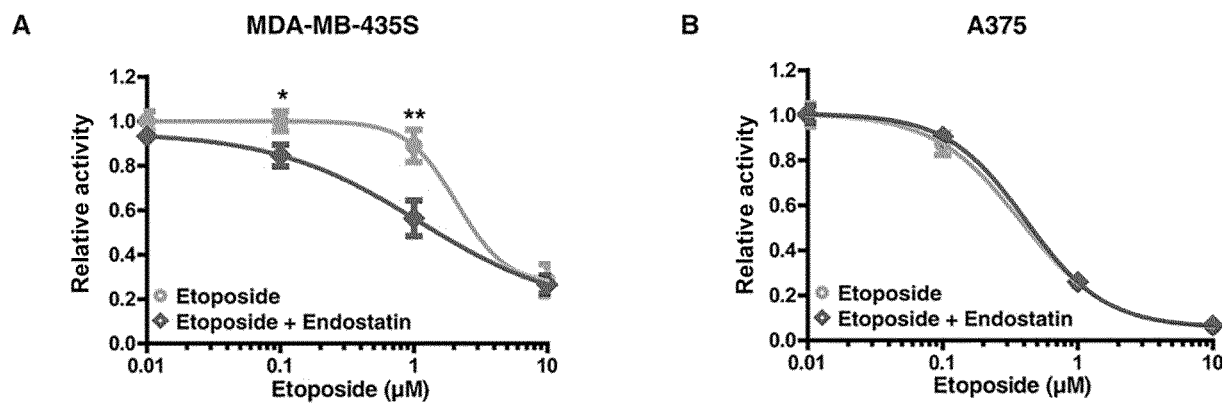 A
MDA-MB-435S
Relative activity
1.2
1.0
0.8
0.6
0.4
0.2
0.0
*
**
Etoposide
Etoposide + Endostatin
0.01
0.1
1
10
Etoposide (µM)
B
A375
Relative activity
1.2
1.0
0.8
0.6
0.4
0.2
0.0
Etoposide
Etoposide + Endostatin
0.01
0.1
1
10
Etoposide (µM)